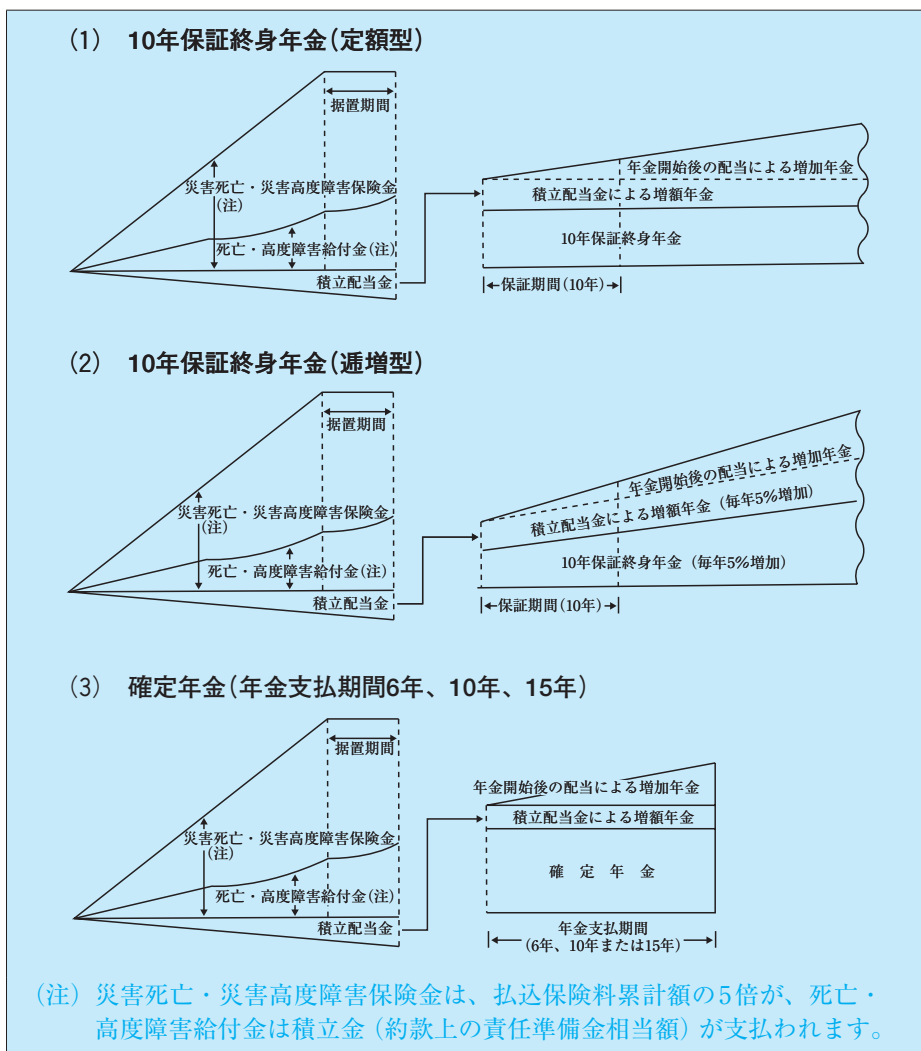 (1) 10年保証終身年金(定額型)
据置期間
災害死亡・災害高度障害保険金
(注)
死亡・高度障害給付金(注)
積立配当金
年金開始後の配当による増加年金
積立配当金による増額年金
10年保証終身年金
保証期間(10年)
(2) 10年保証終身年金(逓増型)
据置期間
災害死亡・災害高度障害保険金
(注)
死亡・高度障害給付金(注)
積立配当金
年金開始後の配当による増加年金
積立配当金による増額年金(毎年5%増加)
10年保証終身年金(毎年5%増加)
保証期間(10年)
(3) 確定年金(年金支払期間6年、10年、15年)
据置期間
災害死亡・災害高度障害保険金
(注)
死亡・高度障害給付金(注)
積立配当金
年金開始後の配当による増加年金
積立配当金による増額年金
確定年金
年金支払期間
(6年、10年または15年)
(注)災害死亡・災害高度障害保険金は、払込保険料累計額の5倍が、死亡・
高度障害給付金は積立金(約款上の責任準備金相当額)が支払われます。